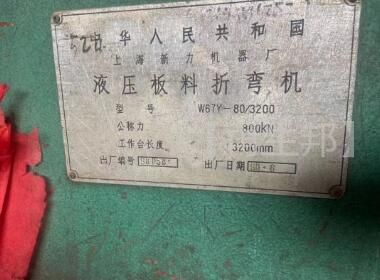 中华人民共和国
上海新力机器厂
液压板料折弯机
型号 W67Y-80/3200
公称力 800kN
工作台长度 3200mm
出厂编号
出厂日期